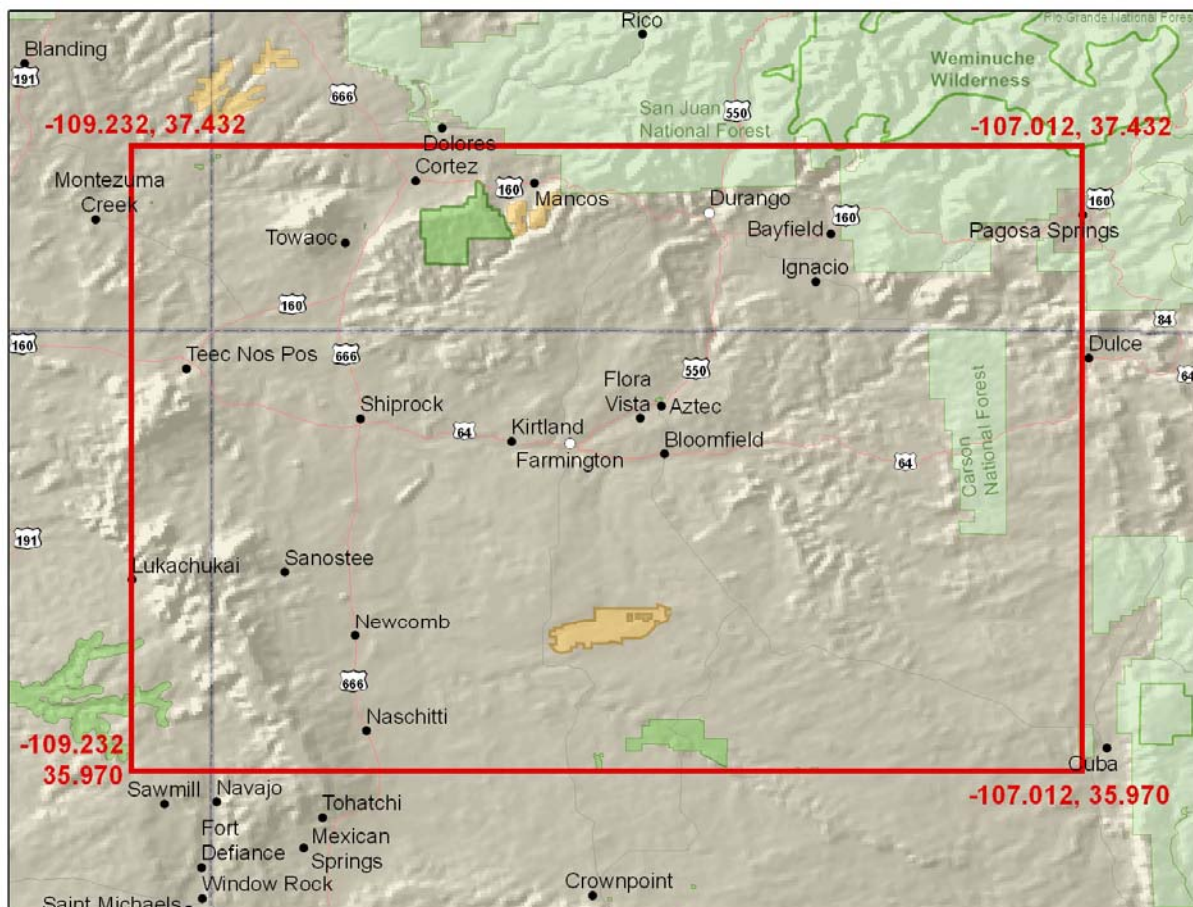 Rico
Rio Grande National Fores
Blanding
191
Weminuche
Wilderness
666
550
San Juan
National Forest
-109.232, 37.432
-107.012, 37.432
Dolores
Cortez
Montezuma
Creek
160
Mancos
Durango
160
160
Bayfield
Pagosa Springs
Towaoc
Ignacio
160
84
160
Teec Nos Pos
666
550
Dulce
64
Flora
Vista
Aztec
Shiprock
64
Kirtland
Farmington
Bloomfield
64
Carson
National Forest
191
Lukachukai
Sanostee
Newcomb
666
Naschitti
-109.232
35.970
Cuba
-107.012, 35.970
Sawmill
Navajo
Tohatchi
Fort
Defiance
Mexican
Springs
Window Rock
Saint Michaels
Crownpoint